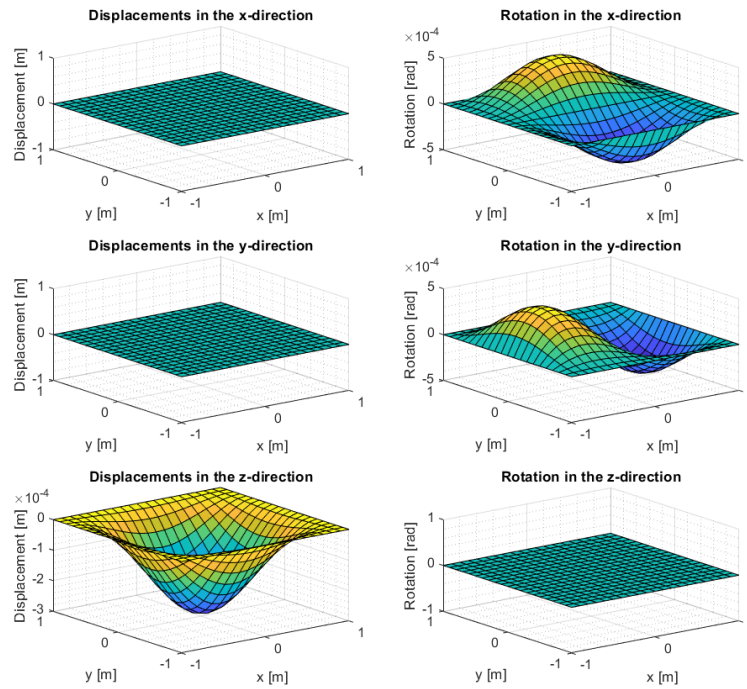 Displacements in the x-direction
Displacement [m]
1
0
-1
1
0
-1
y [m]
-1
0
1
x [m]
Rotation in the x-direction
×10⁻⁴
Rotation [rad]
5
0
-5
1
0
-1
y [m]
-1
0
1
x [m]
Displacements in the y-direction
Displacement [m]
1
0
-1
1
0
-1
y [m]
-1
0
1
x [m]
Rotation in the y-direction
×10⁻⁴
Rotation [rad]
5
0
-5
1
0
-1
y [m]
-1
0
1
x [m]
Displacements in the z-direction
×10⁻⁴
Displacement [m]
0
-1
-2
-3
1
0
-1
y [m]
-1
0
1
x [m]
Rotation in the z-direction
Rotation [rad]
1
0
-1
1
0
-1
y [m]
-1
0
1
x [m]